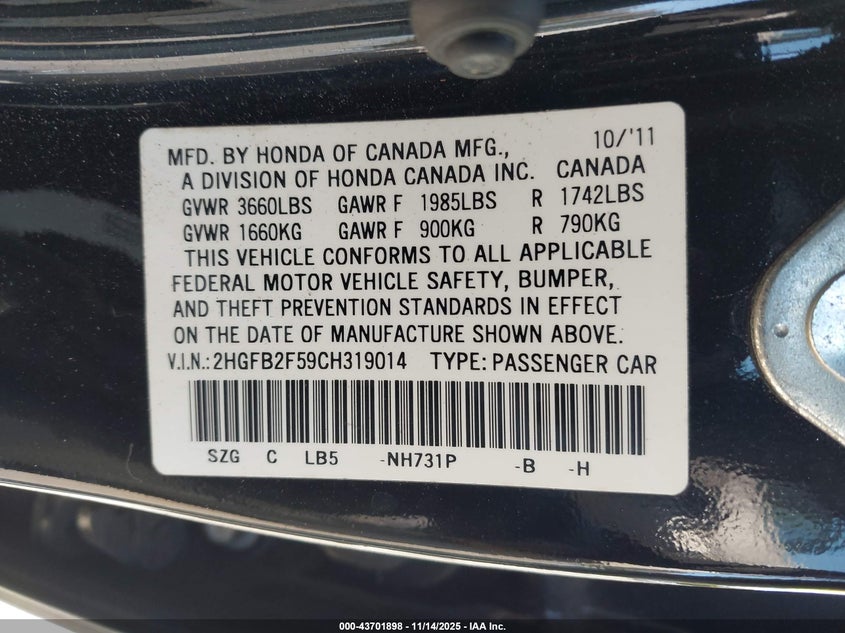 10/'11
MFD. BY HONDA OF CANADA MFG.,
A DIVISION OF HONDA CANADA INC. CANADA
GVWR 3660LBS GAWR F 1985LBS R 1742LBS
GVWR 1660KG GAWR F 900KG R 790KG
THIS VEHICLE CONFORMS TO ALL APPLICABLE
FEDERAL MOTOR VEHICLE SAFETY, BUMPER,
AND THEFT PREVENTION STANDARDS IN EFFECT
ON THE DATE OF MANUFACTURE SHOWN ABOVE.
V.I.N.: 2HGFB2F59CH319014 TYPE: PASSENGER CAR
SZG C LB5 -NH731P -B -H
000-43701898 - 11/14/2025 - IAA Inc.